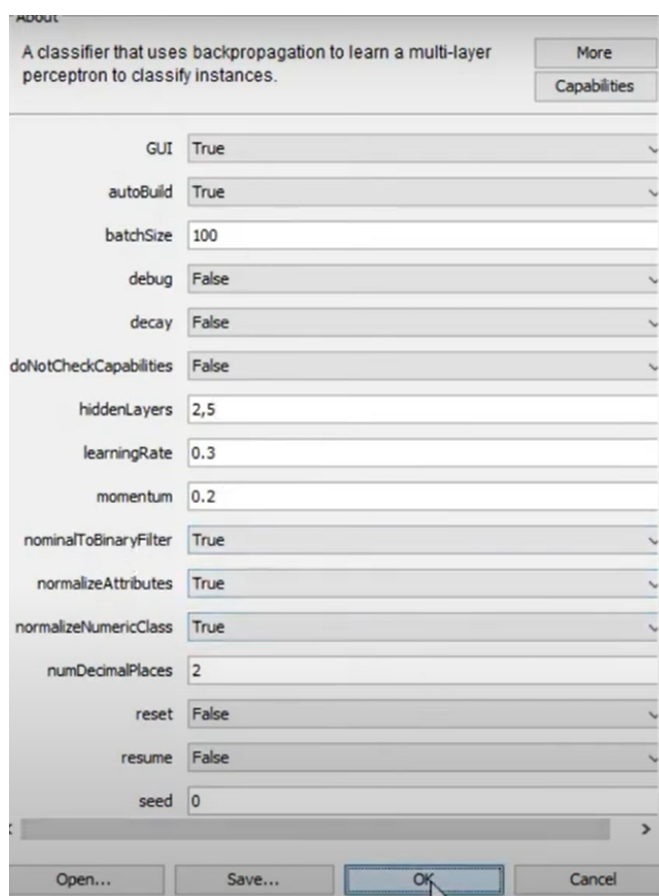 About
A classifier that uses backpropagation to learn a multi-layer
perceptron to classify instances.
More
Capabilities
GUI True
autoBuild True
batchSize 100
debug False
decay False
doNotCheckCapabilities False
hiddenLayers 2,5
learningRate 0.3
momentum 0.2
nominalToBinaryFilter True
normalizeAttributes True
normalizeNumericClass True
numDecimalPlaces 2
reset False
resume False
seed 0
Open... Save... OK Cancel